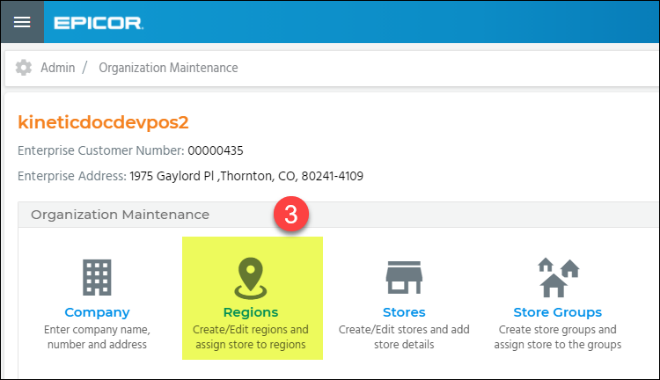 EPICOR
Admin / Organization Maintenance
kineticdocdevpos2
Enterprise Customer Number: 00000435
Enterprise Address: 1975 Gaylord Pl ,Thornton, CO, 80241-4109
Organization Maintenance
3
Company
Enter company name,
number and address
Regions
Create/Edit regions and
assign store to regions
Stores
Create/Edit stores and add
store details
Store Groups
Create store groups and
assign store to the groups